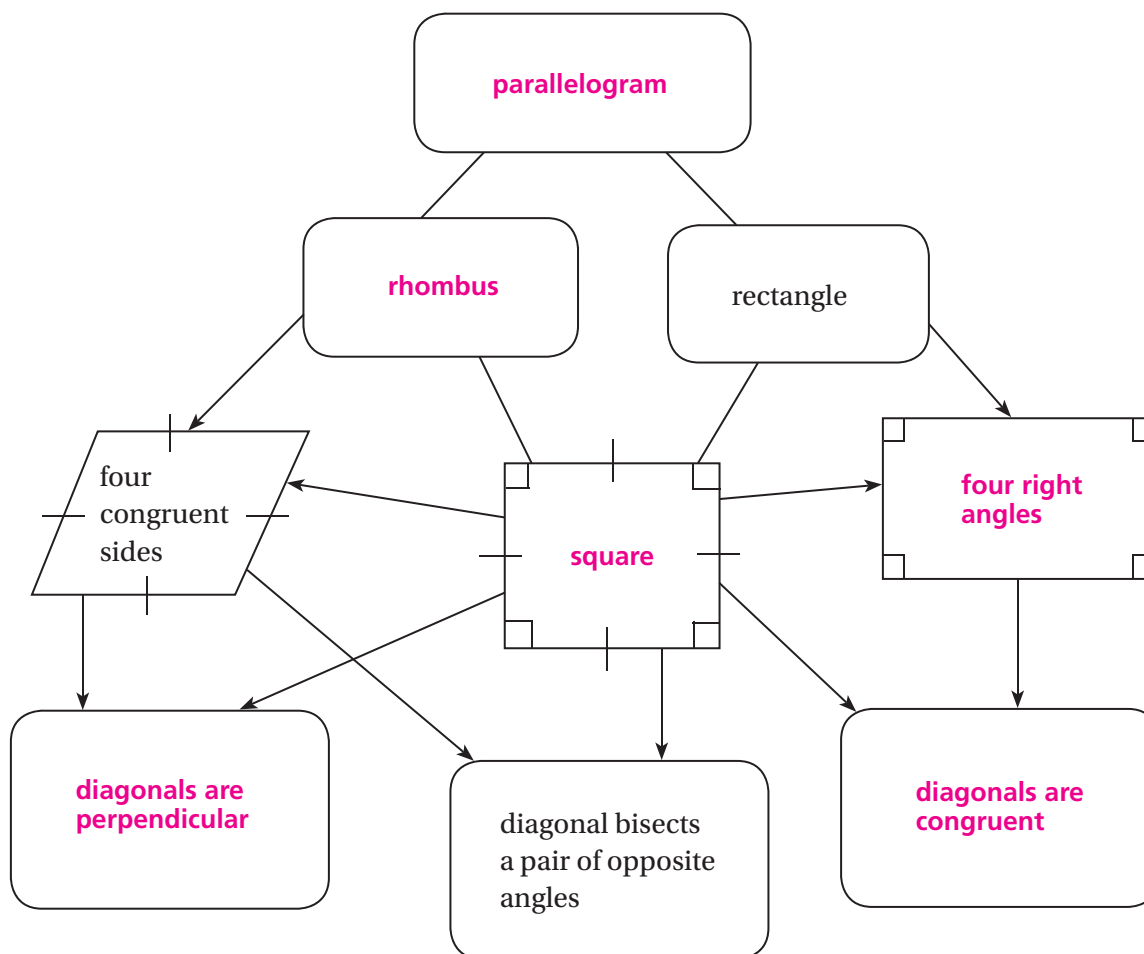 parallelogram
rhombus
rectangle
four
congruent
sides
square
four right
angles
diagonals are
perpendicular
diagonal bisects
a pair of opposite
angles
diagonals are
congruent